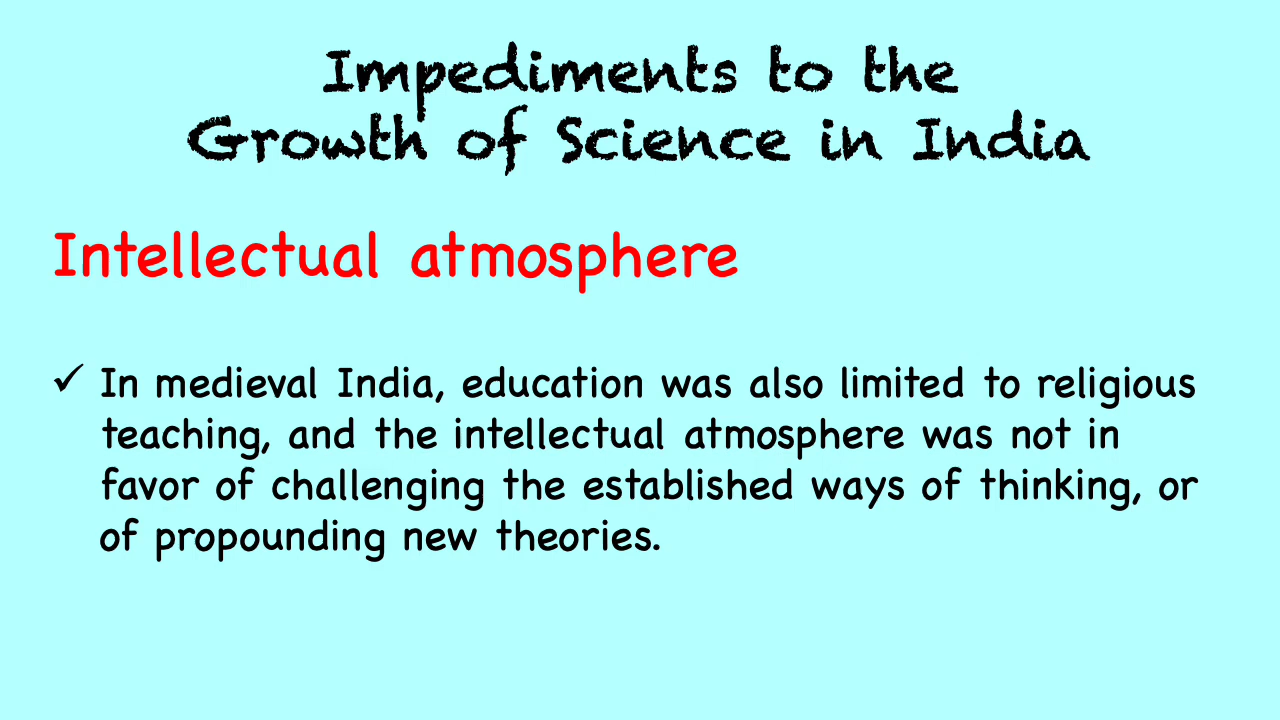 Impediments to the
Growth of Science in India
Intellectual atmosphere
✓ In medieval India, education was also limited to religious
teaching, and the intellectual atmosphere was not in
favor of challenging the established ways of thinking, or
of propounding new theories.